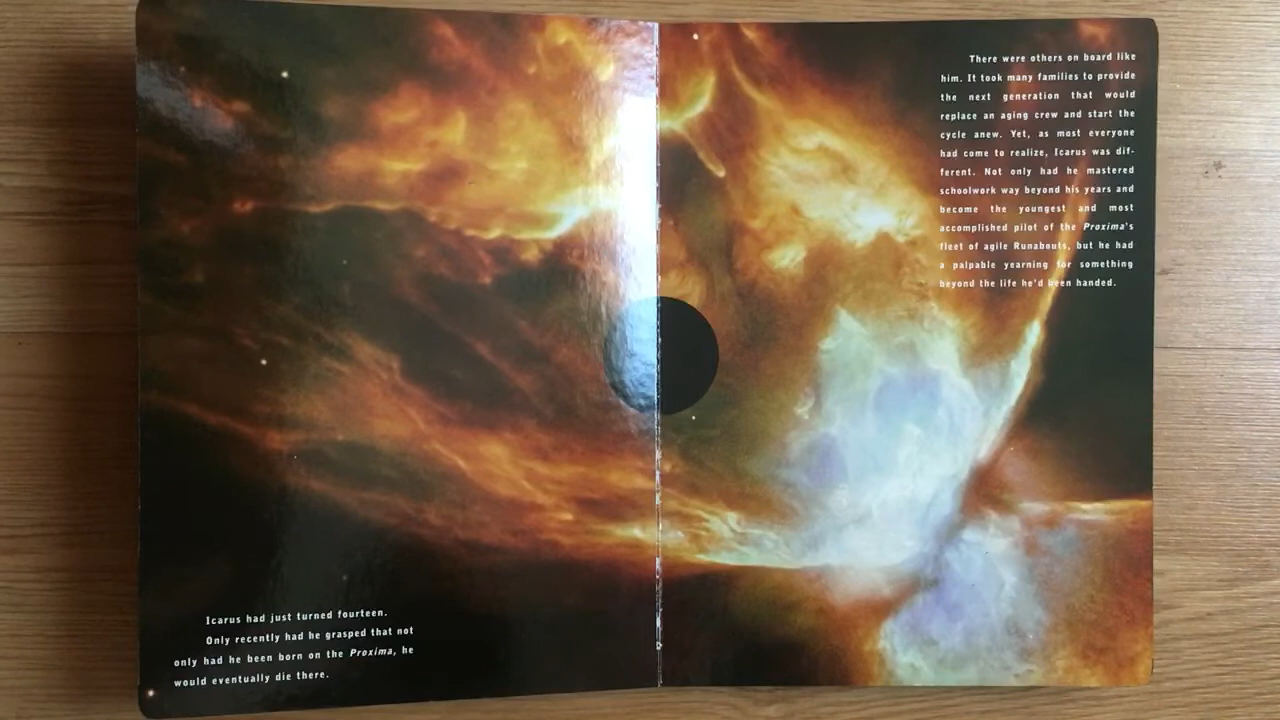 Icarus had just turned fourteen.
Only recently had he grasped that not
only had he been born on the Proxima, he
would eventually die there.
There were others on board like
him. It took many families to provide
the next generation that would
replace an aging crew and start the
cycle anew. Yet, as most everyone
had come to realize, Icarus was dif-
ferent. Not only had he mastered
schoolwork way beyond his years and
become the youngest and most
accomplished pilot of the Proxima's
fleet of agile Runabouts, but he had
a palpable yearning for something
beyond the life he'd been handed.